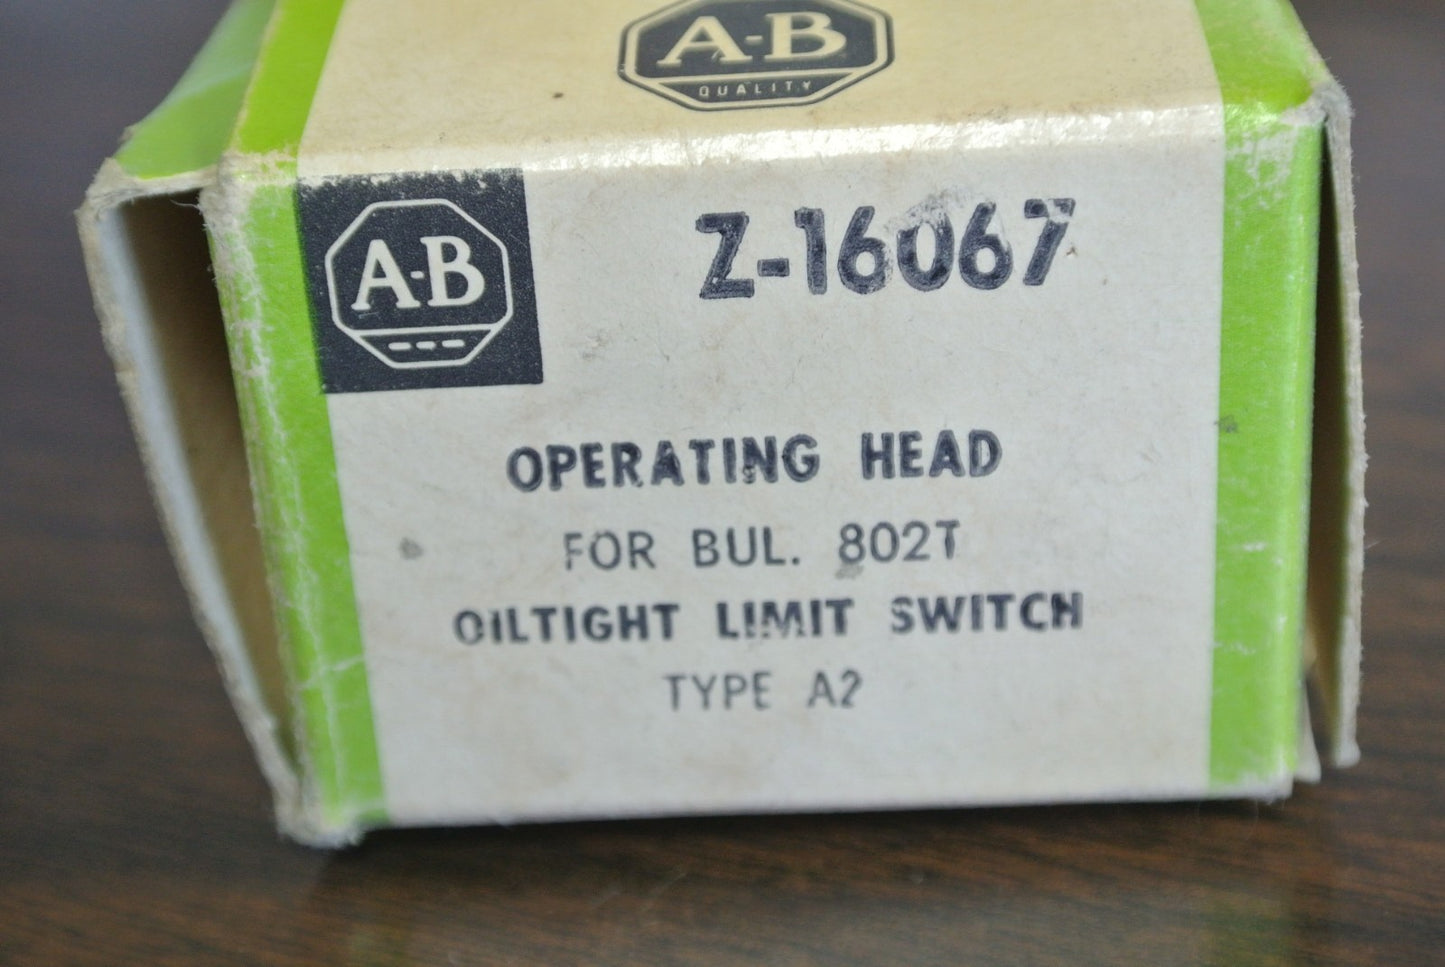 A-B
QUALITY
A-B
Z-16067
OPERATING HEAD
FOR BUL. 802T
OILTIGHT LIMIT SWITCH
TYPE A2